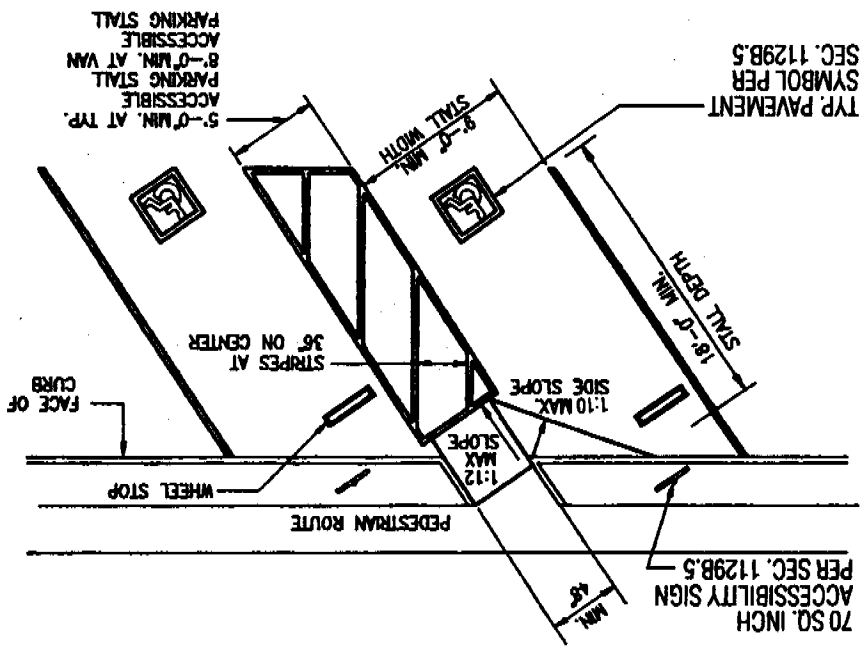 70 SQ. INCH
ACCESSIBILITY SIGN
PER SEC. 1129B.5
48"
MIN.
PEDESTRIAN ROUTE
WHEEL STOP
FACE OF
CURB
1:12
MAX
SLOPE
1:10 MAX.
SIDE SLOPE
STRIPES AT
36" ON CENTER
18'-0" MIN.
STALL DEPTH
9'-0" MIN.
STALL WIDTH
TYP. PAVEMENT
SYMBOL PER
SEC. 1129B.5
5'-0" MIN. AT TYP.
ACCESSIBLE
PARKING STALL
8'-0" MIN. AT VAN
ACCESSIBLE
PARKING STALL